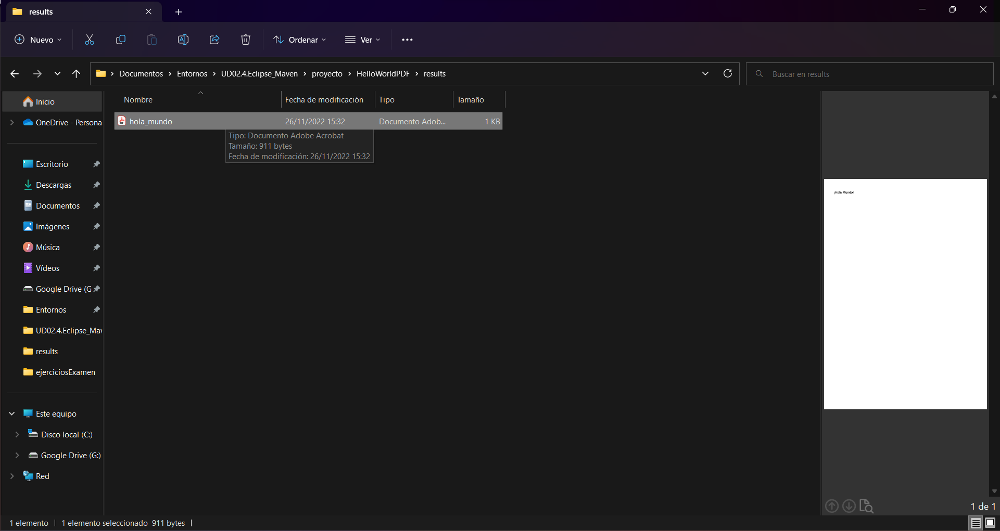 results
Nuevo
Ordenar
Ver
Documentos > Entornos > UD02.4.Eclipse_Maven > proyecto > HelloWorldPDF > results
Buscar en results
Inicio
OneDrive - Persona
Escritorio
Descargas
Documentos
Imágenes
Música
Vídeos
Google Drive (G
Entornos
UD02.4.Eclipse_Mav
results
ejerciciosExamen
Este equipo
Disco local (C:)
Google Drive (G:)
Red
Nombre Fecha de modificación Tipo Tamaño
hola_mundo 26/11/2022 15:32 Documento Adob... 1 KB
Tipo: Documento Adobe Acrobat
Tamaño: 911 bytes
Fecha de modificación: 26/11/2022 15:32
¡Hola Mundo!
1 de 1
1 elemento 1 elemento seleccionado 911 bytes